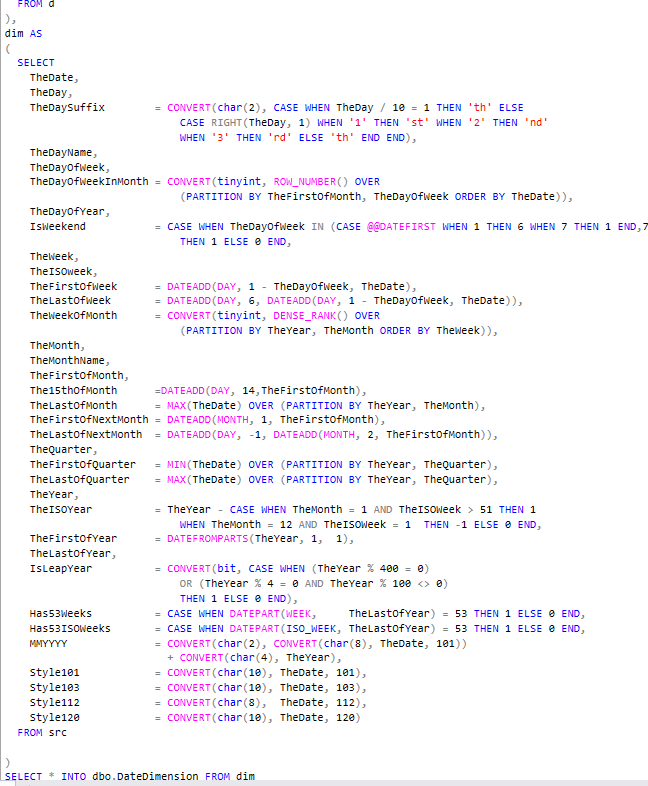 FROM d
),
dim AS
(
SELECT
TheDate,
TheDay,
TheDaySuffix = CONVERT(char(2), CASE WHEN TheDay / 10 = 1 THEN 'th' ELSE
CASE RIGHT(TheDay, 1) WHEN '1' THEN 'st' WHEN '2' THEN 'nd'
WHEN '3' THEN 'rd' ELSE 'th' END END),
TheDayName,
TheDayOfWeek,
TheDayOfWeekInMonth = CONVERT(tinyint, ROW_NUMBER() OVER
(PARTITION BY TheFirstOfMonth, TheDayOfWeek ORDER BY TheDate)),
TheDayOfYear,
IsWeekend = CASE WHEN TheDayOfWeek IN (CASE @@DATEFIRST WHEN 1 THEN 6 WHEN 7 THEN 1 END,7
THEN 1 ELSE 0 END,
TheWeek,
TheISOweek,
TheFirstOfWeek = DATEADD(DAY, 1 - TheDayOfWeek, TheDate),
TheLastOfWeek = DATEADD(DAY, 6, DATEADD(DAY, 1 - TheDayOfWeek, TheDate)),
TheWeekOfMonth = CONVERT(tinyint, DENSE_RANK() OVER
(PARTITION BY TheYear, TheMonth ORDER BY TheWeek)),
TheMonth,
TheMonthName,
TheFirstOfMonth,
The15thOfMonth =DATEADD(DAY, 14,TheFirstOfMonth),
TheLastOfMonth = MAX(TheDate) OVER (PARTITION BY TheYear, TheMonth),
TheFirstOfNextMonth = DATEADD(MONTH, 1, TheFirstOfMonth),
TheLastOfNextMonth = DATEADD(DAY, -1, DATEADD(MONTH, 2, TheFirstOfMonth)),
TheQuarter,
TheFirstOfQuarter = MIN(TheDate) OVER (PARTITION BY TheYear, TheQuarter),
TheLastOfQuarter = MAX(TheDate) OVER (PARTITION BY TheYear, TheQuarter),
TheYear,
TheISOYear = TheYear - CASE WHEN TheMonth = 1 AND TheISOWeek > 51 THEN 1
WHEN TheMonth = 12 AND TheISOWeek = 1 THEN -1 ELSE 0 END,
TheFirstOfYear = DATEFROMPARTS(TheYear, 1, 1),
TheLastOfYear,
IsLeapYear = CONVERT(bit, CASE WHEN (TheYear % 400 = 0)
OR (TheYear % 4 = 0 AND TheYear % 100 <> 0)
THEN 1 ELSE 0 END),
Has53Weeks = CASE WHEN DATEPART(WEEK, TheLastOfYear) = 53 THEN 1 ELSE 0 END,
Has53ISOWeeks = CASE WHEN DATEPART(ISO_WEEK, TheLastOfYear) = 53 THEN 1 ELSE 0 END,
MMYYYY = CONVERT(char(2), CONVERT(char(8), TheDate, 101))
+ CONVERT(char(4), TheYear),
Style101 = CONVERT(char(10), TheDate, 101),
Style103 = CONVERT(char(10), TheDate, 103),
Style112 = CONVERT(char(8), TheDate, 112),
Style120 = CONVERT(char(10), TheDate, 120)
FROM src
)
SELECT * INTO dbo.DateDimension FROM dim